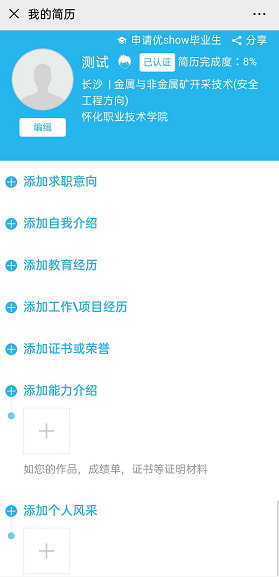 我的简历
申请优show毕业生 分享
测试 已认证 简历完成度：8%
长沙 | 金属与非金属矿开采技术(安全
工程方向)
怀化职业技术学院
编辑
添加求职意向
添加自我介绍
添加教育经历
添加工作\项目经历
添加证书或荣誉
添加能力介绍
如您的作品，成绩单，证书等证明材料
添加个人风采